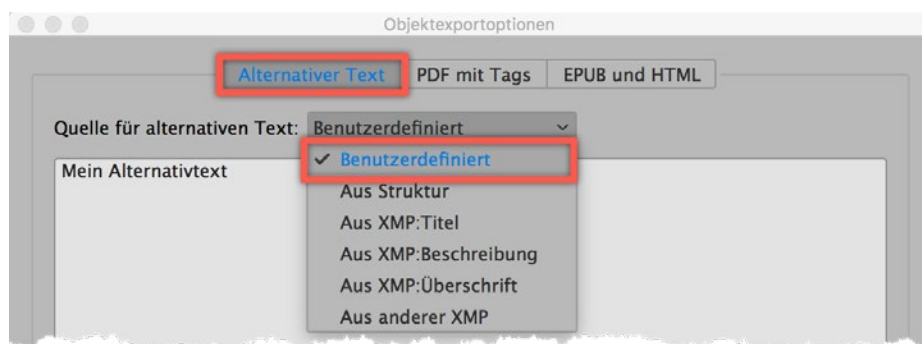 Objektexportoptionen
Alternativer Text PDF mit Tags EPUB und HTML
Quelle für alternativen Text: Benutzerdefiniert
✓ Benutzerdefiniert
Mein Alternativtext
Aus Struktur
Aus XMP:Titel
Aus XMP:Beschreibung
Aus XMP:Überschrift
Aus anderer XMP